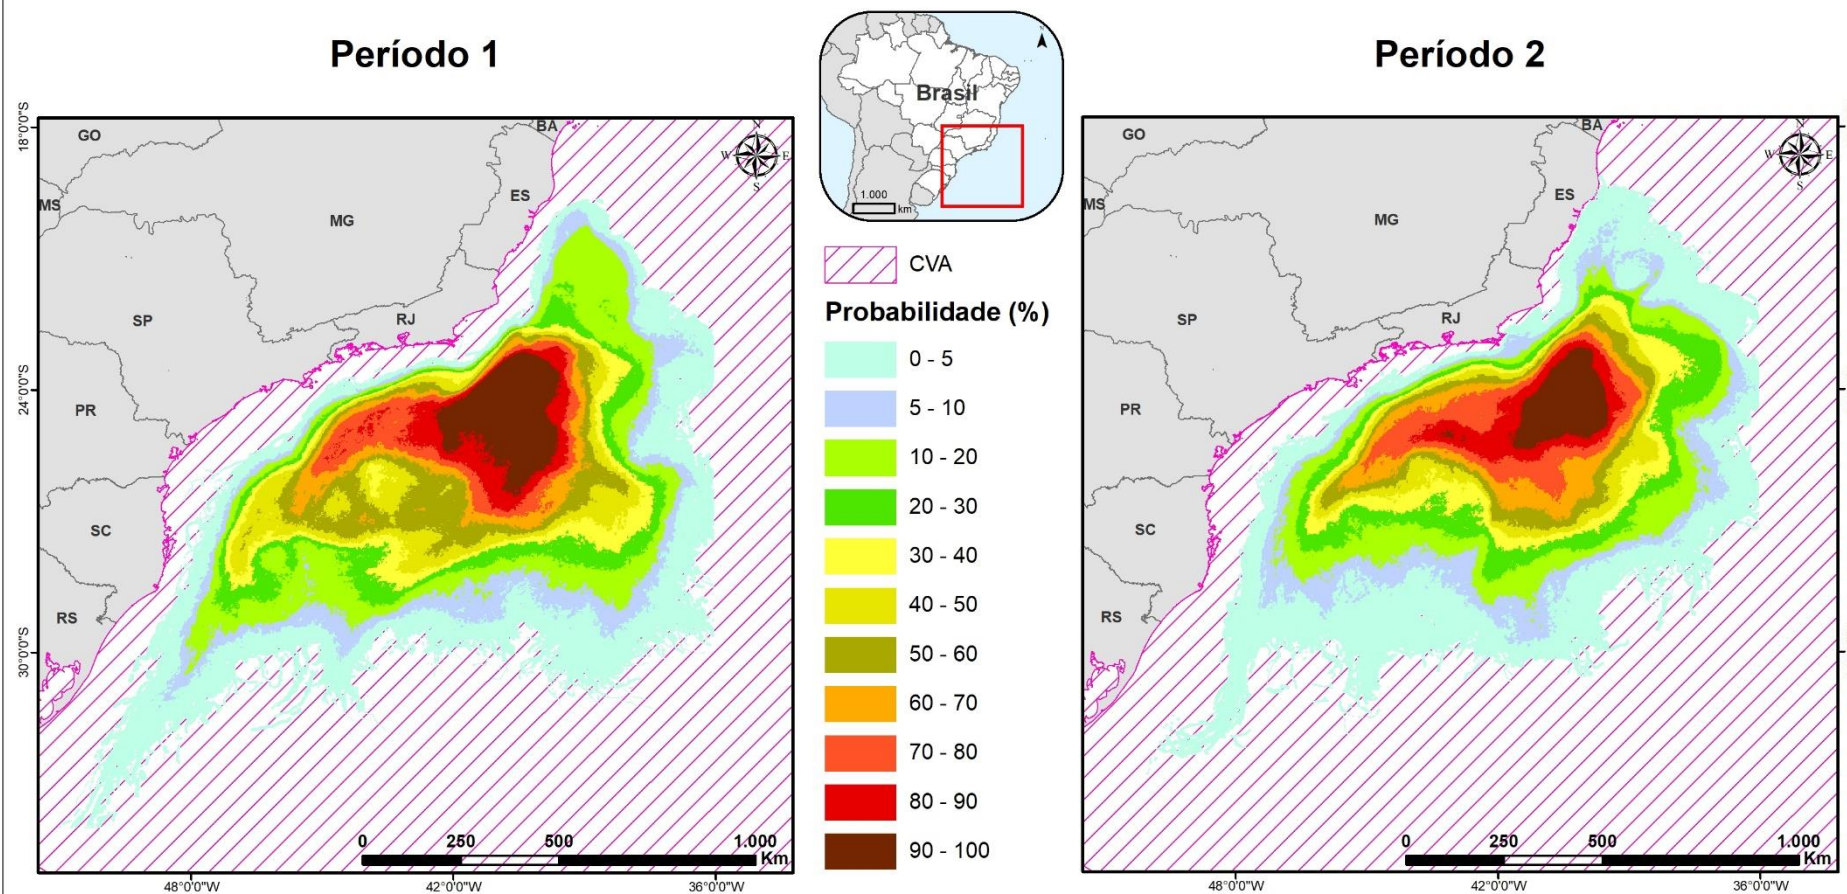 Período 1
Período 2
Brasil
1.000
km
N
W
E
S
18°0'0"S
24°0'0"S
30°0'0"S
GO
BA
MS
ES
MG
SP
RJ
PR
SC
RS
0
250
500
1.000
Km
48°0'0"W
42°0'0"W
36°0'0"W
CVA
Probabilidade (%)
0 - 5
5 - 10
10 - 20
20 - 30
30 - 40
40 - 50
50 - 60
60 - 70
70 - 80
80 - 90
90 - 100
N
W
E
S
GO
BA
MS
ES
MG
SP
RJ
PR
SC
RS
0
250
500
1.000
Km
48°0'0"W
42°0'0"W
36°0'0"W